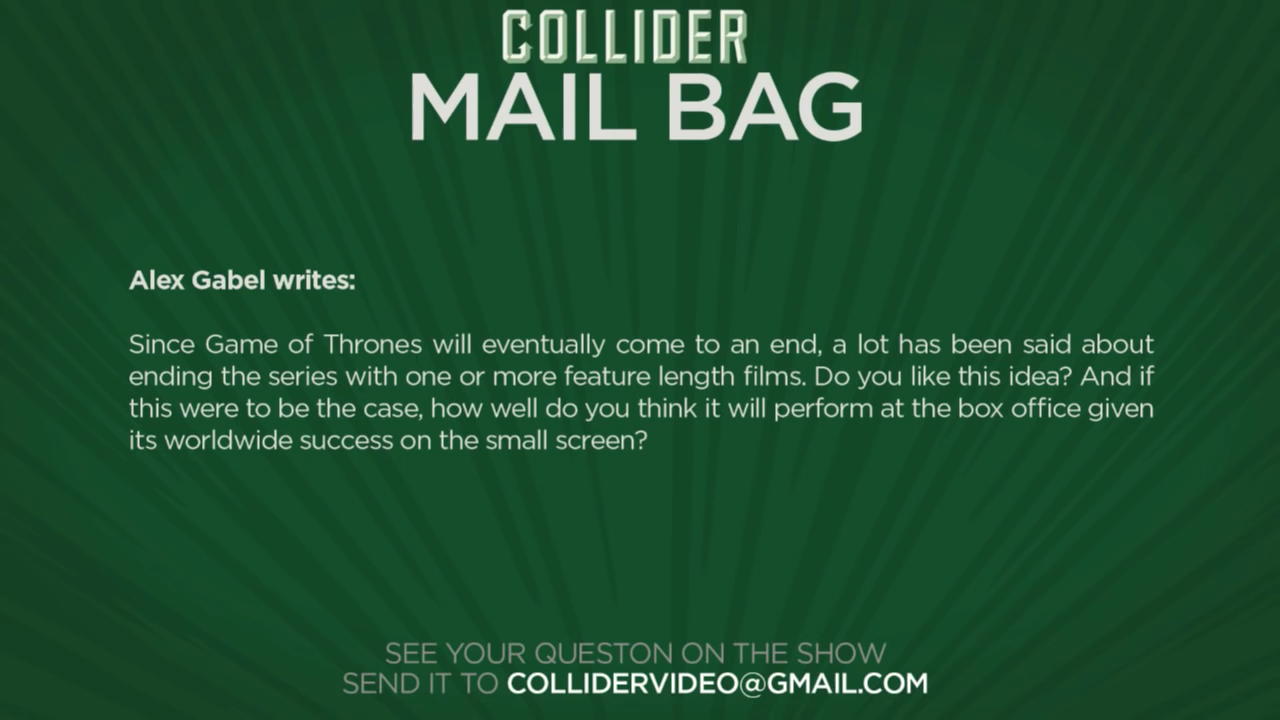 COLLIDER
MAIL BAG
Alex Gabel writes:
Since Game of Thrones will eventually come to an end, a lot has been said about
ending the series with one or more feature length films. Do you like this idea? And if
this were to be the case, how well do you think it will perform at the box office given
its worldwide success on the small screen?
SEE YOUR QUESTON ON THE SHOW
SEND IT TO COLLIDERVIDEO@GMAIL.COM